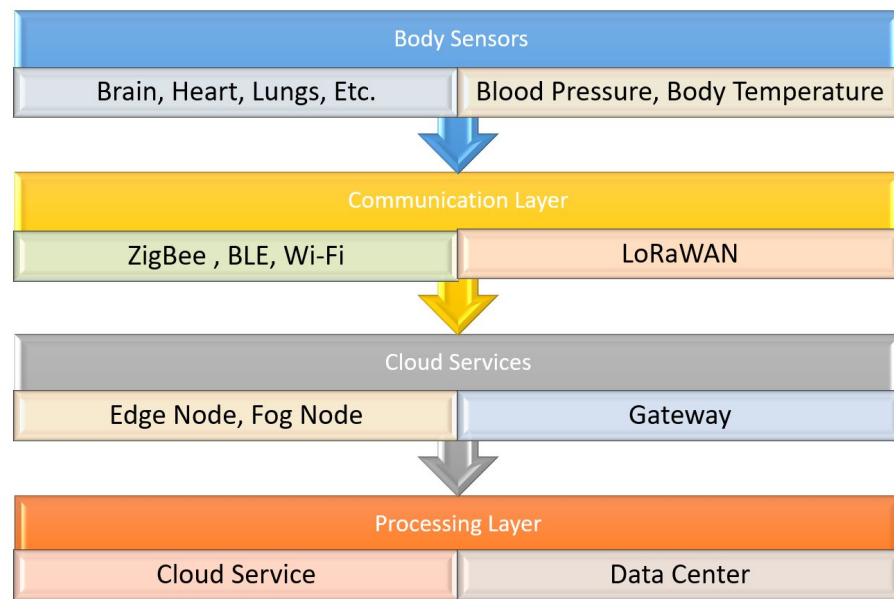 Body Sensors
Brain, Heart, Lungs, Etc.
Blood Pressure, Body Temperature
Communication Layer
ZigBee , BLE, Wi-Fi
LoRaWAN
Cloud Services
Edge Node, Fog Node
Gateway
Processing Layer
Cloud Service
Data Center